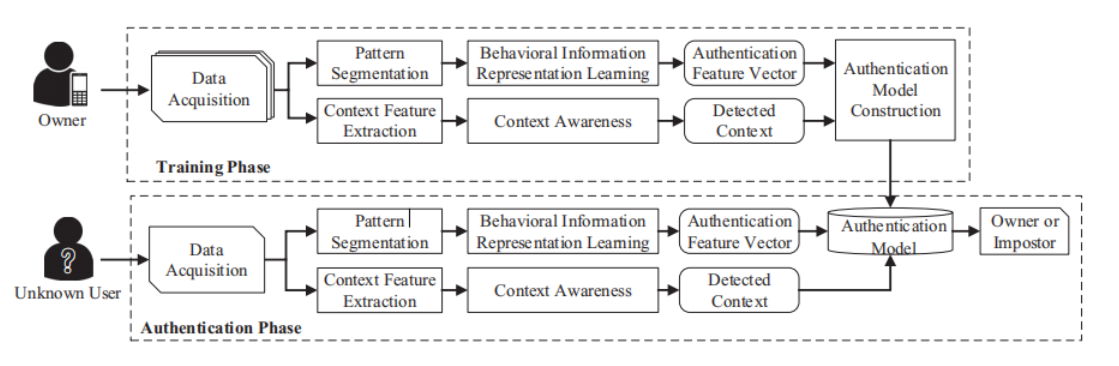 Owner
Data
Acquisition
Pattern
Segmentation
Behavioral Information
Representation Learning
Authentication
Feature Vector
Context Feature
Extraction
Context Awareness
Detected
Context
Authentication
Model
Construction
Training Phase
Unknown User
?
Data
Acquisition
Pattern
Segmentation
Behavioral Information
Representation Learning
Authentication
Feature Vector
Context Feature
Extraction
Context Awareness
Detected
Context
Authentication
Model
Owner or
Impostor
Authentication Phase